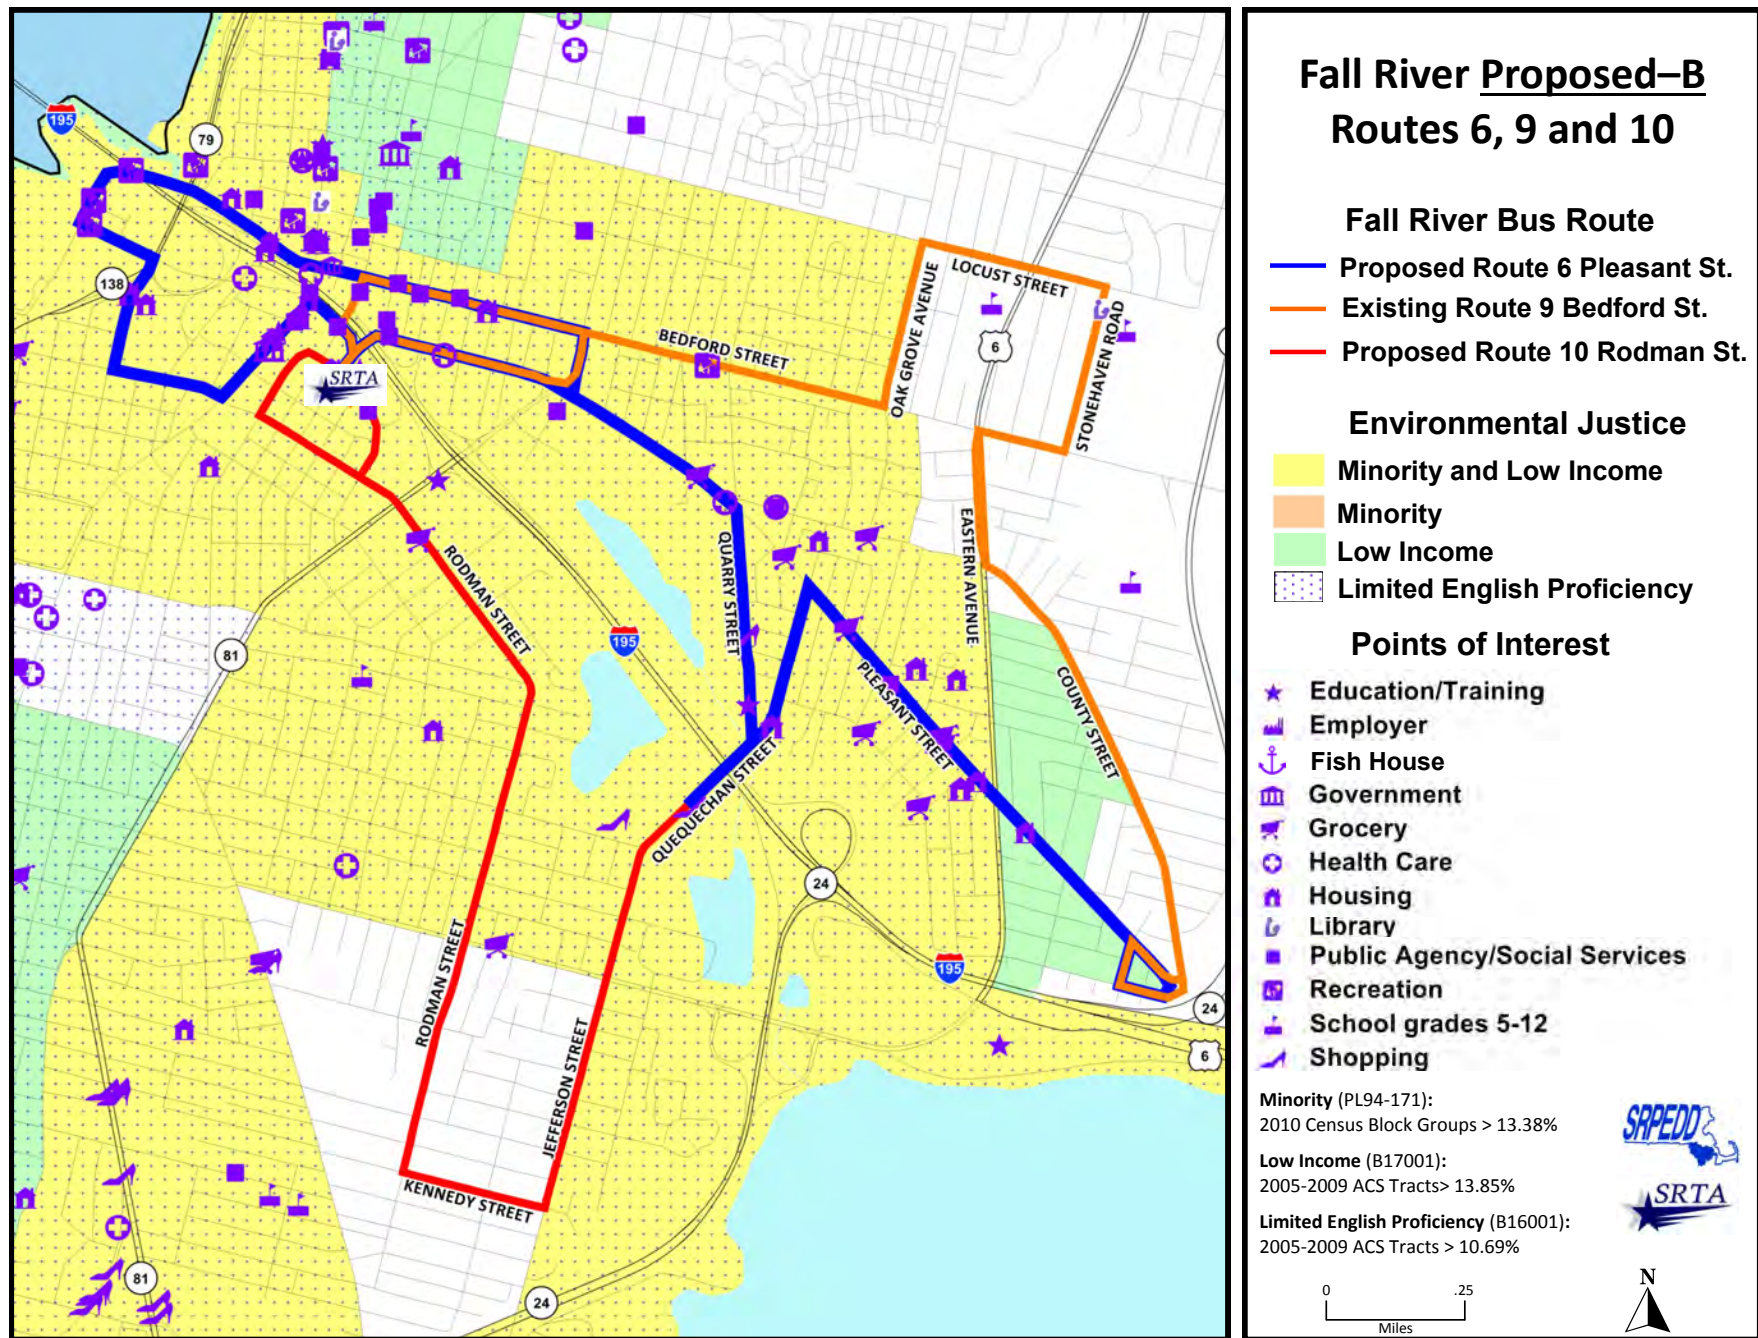 195
79
138
LOCUST STREET
OAK GROVE AVENUE
BEDFORD STREET
6
STONEHAVEN ROAD
SRTA
EASTERN AVENUE
QUARRY STREET
RODMAN STREET
195
81
PLEASANT STREET
COUNTY STREET
QUEQUECHAN STREET
24
195
24
6
RODMAN STREET
JEFFERSON STREET
KENNEDY STREET
81
24
Fall River Proposed–B
Routes 6, 9 and 10
Fall River Bus Route
Proposed Route 6 Pleasant St.
Existing Route 9 Bedford St.
Proposed Route 10 Rodman St.
Environmental Justice
Minority and Low Income
Minority
Low Income
Limited English Proficiency
Points of Interest
Education/Training
Employer
Fish House
Government
Grocery
Health Care
Housing
Library
Public Agency/Social Services
Recreation
School grades 5-12
Shopping
Minority (PL94-171):
2010 Census Block Groups > 13.38%
Low Income (B17001):
2005-2009 ACS Tracts> 13.85%
Limited English Proficiency (B16001):
2005-2009 ACS Tracts > 10.69%
SRPEDD
SRTA
0 .25
Miles
N